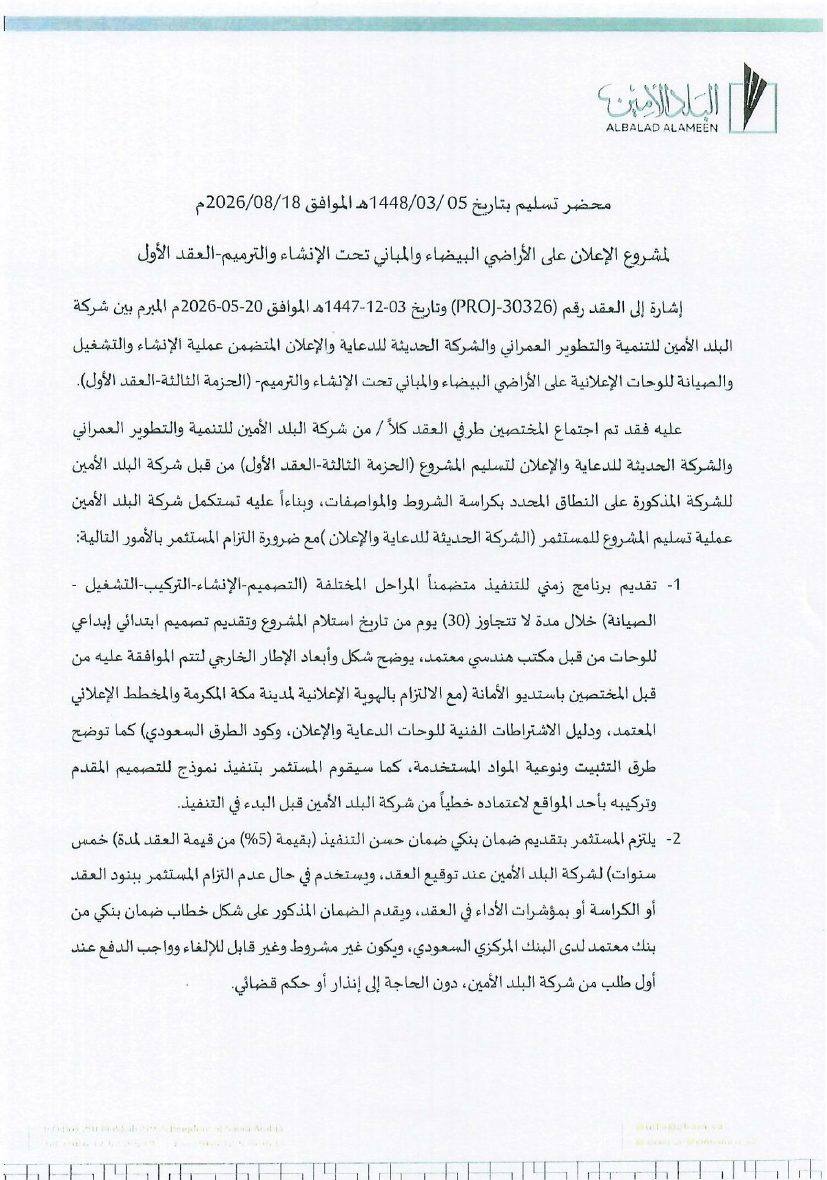 البلد الأمين
ALBALAD ALAMEEN
محضر تسليم بتاريخ 05 /1448/03هـ الموافق 2026/08/18م
لمشروع الإعلان على الأراضي البيضاء والمباني تحت الإنشاء والترميم-العقد الأول
إشارة إلى العقد رقم (PROJ-30326) وتاريخ 03-12-1447هـ الموافق 20-05-2026م المبرم بين شركة
البلد الأمين للتنمية والتطوير العمراني والشركة الحديثة للدعاية والإعلان المتضمن عملية الإنشاء والتشغيل
والصيانة للوحات الإعلانية على الأراضي البيضاء والمباني تحت الإنشاء والترميم- (الحزمة الثالثة-العقد الأول).
عليه فقد تم اجتماع المختصين طرفي العقد كلاً / من شركة البلد الأمين للتنمية والتطوير العمراني
والشركة الحديثة للدعاية والإعلان لتسليم المشروع (الحزمة الثالثة-العقد الأول) من قبل شركة البلد الأمين
للشركة المذكورة على النطاق المحدد بكراسة الشروط والمواصفات، وبناءاً عليه تستكمل شركة البلد الأمين
عملية تسليم المشروع للمستثمر (الشركة الحديثة للدعاية والإعلان )مع ضرورة التزام المستثمر بالأمور التالية:
1- تقديم برنامج زمني للتنفيذ متضمناً المراحل المختلفة (التصميم-الإنشاء-التركيب-التشغيل -
الصيانة) خلال مدة لا تتجاوز (30) يوم من تاريخ استلام المشروع وتقديم تصميم ابتدائي إبداعي
للوحات من قبل مكتب هندسي معتمد، يوضح شكل وأبعاد الإطار الخارجي لتتم الموافقة عليه من
قبل المختصين باستديو الأمانة (مع الالتزام بالهوية الإعلانية لمدينة مكة المكرمة والمخطط الإعلاني
المعتمد، ودليل الاشتراطات الفنية للوحات الدعاية والإعلان، وكود الطرق السعودي) كما توضح
طرق التثبيت ونوعية المواد المستخدمة، كما سيقوم المستثمر بتنفيذ نموذج للتصميم المقدم
وتركيبه بأحد المواقع لاعتماده خطياً من شركة البلد الأمين قبل البدء في التنفيذ.
2- يلتزم المستثمر بتقديم ضمان بنكي ضمان حسن التنفيذ (بقيمة (5%) من قيمة العقد لمدة) خمس
سنوات) لشركة البلد الأمين عند توقيع العقد، ويستخدم في حال عدم التزام المستثمر ببنود العقد
أو الكراسة أو بمؤشرات الأداء في العقد، ويقدم الضمان المذكور على شكل خطاب ضمان بنكي من
بنك معتمد لدى البنك المركزي السعودي، ويكون غير مشروط وغير قابل للإلغاء وواجب الدفع عند
أول طلب من شركة البلد الأمين، دون الحاجة إلى إنذار أو حكم قضائي.